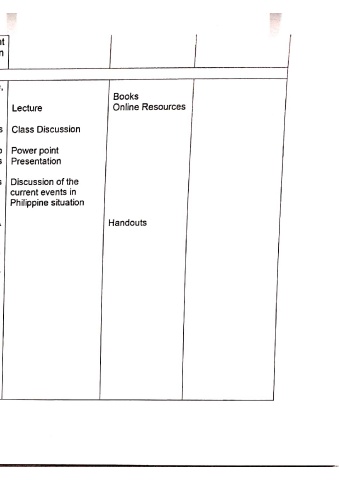 nt
n
Lecture
Class Discussion
Power point
Presentation
Discussion of the
current events in
Philippine situation
Books
Online Resources
Handouts